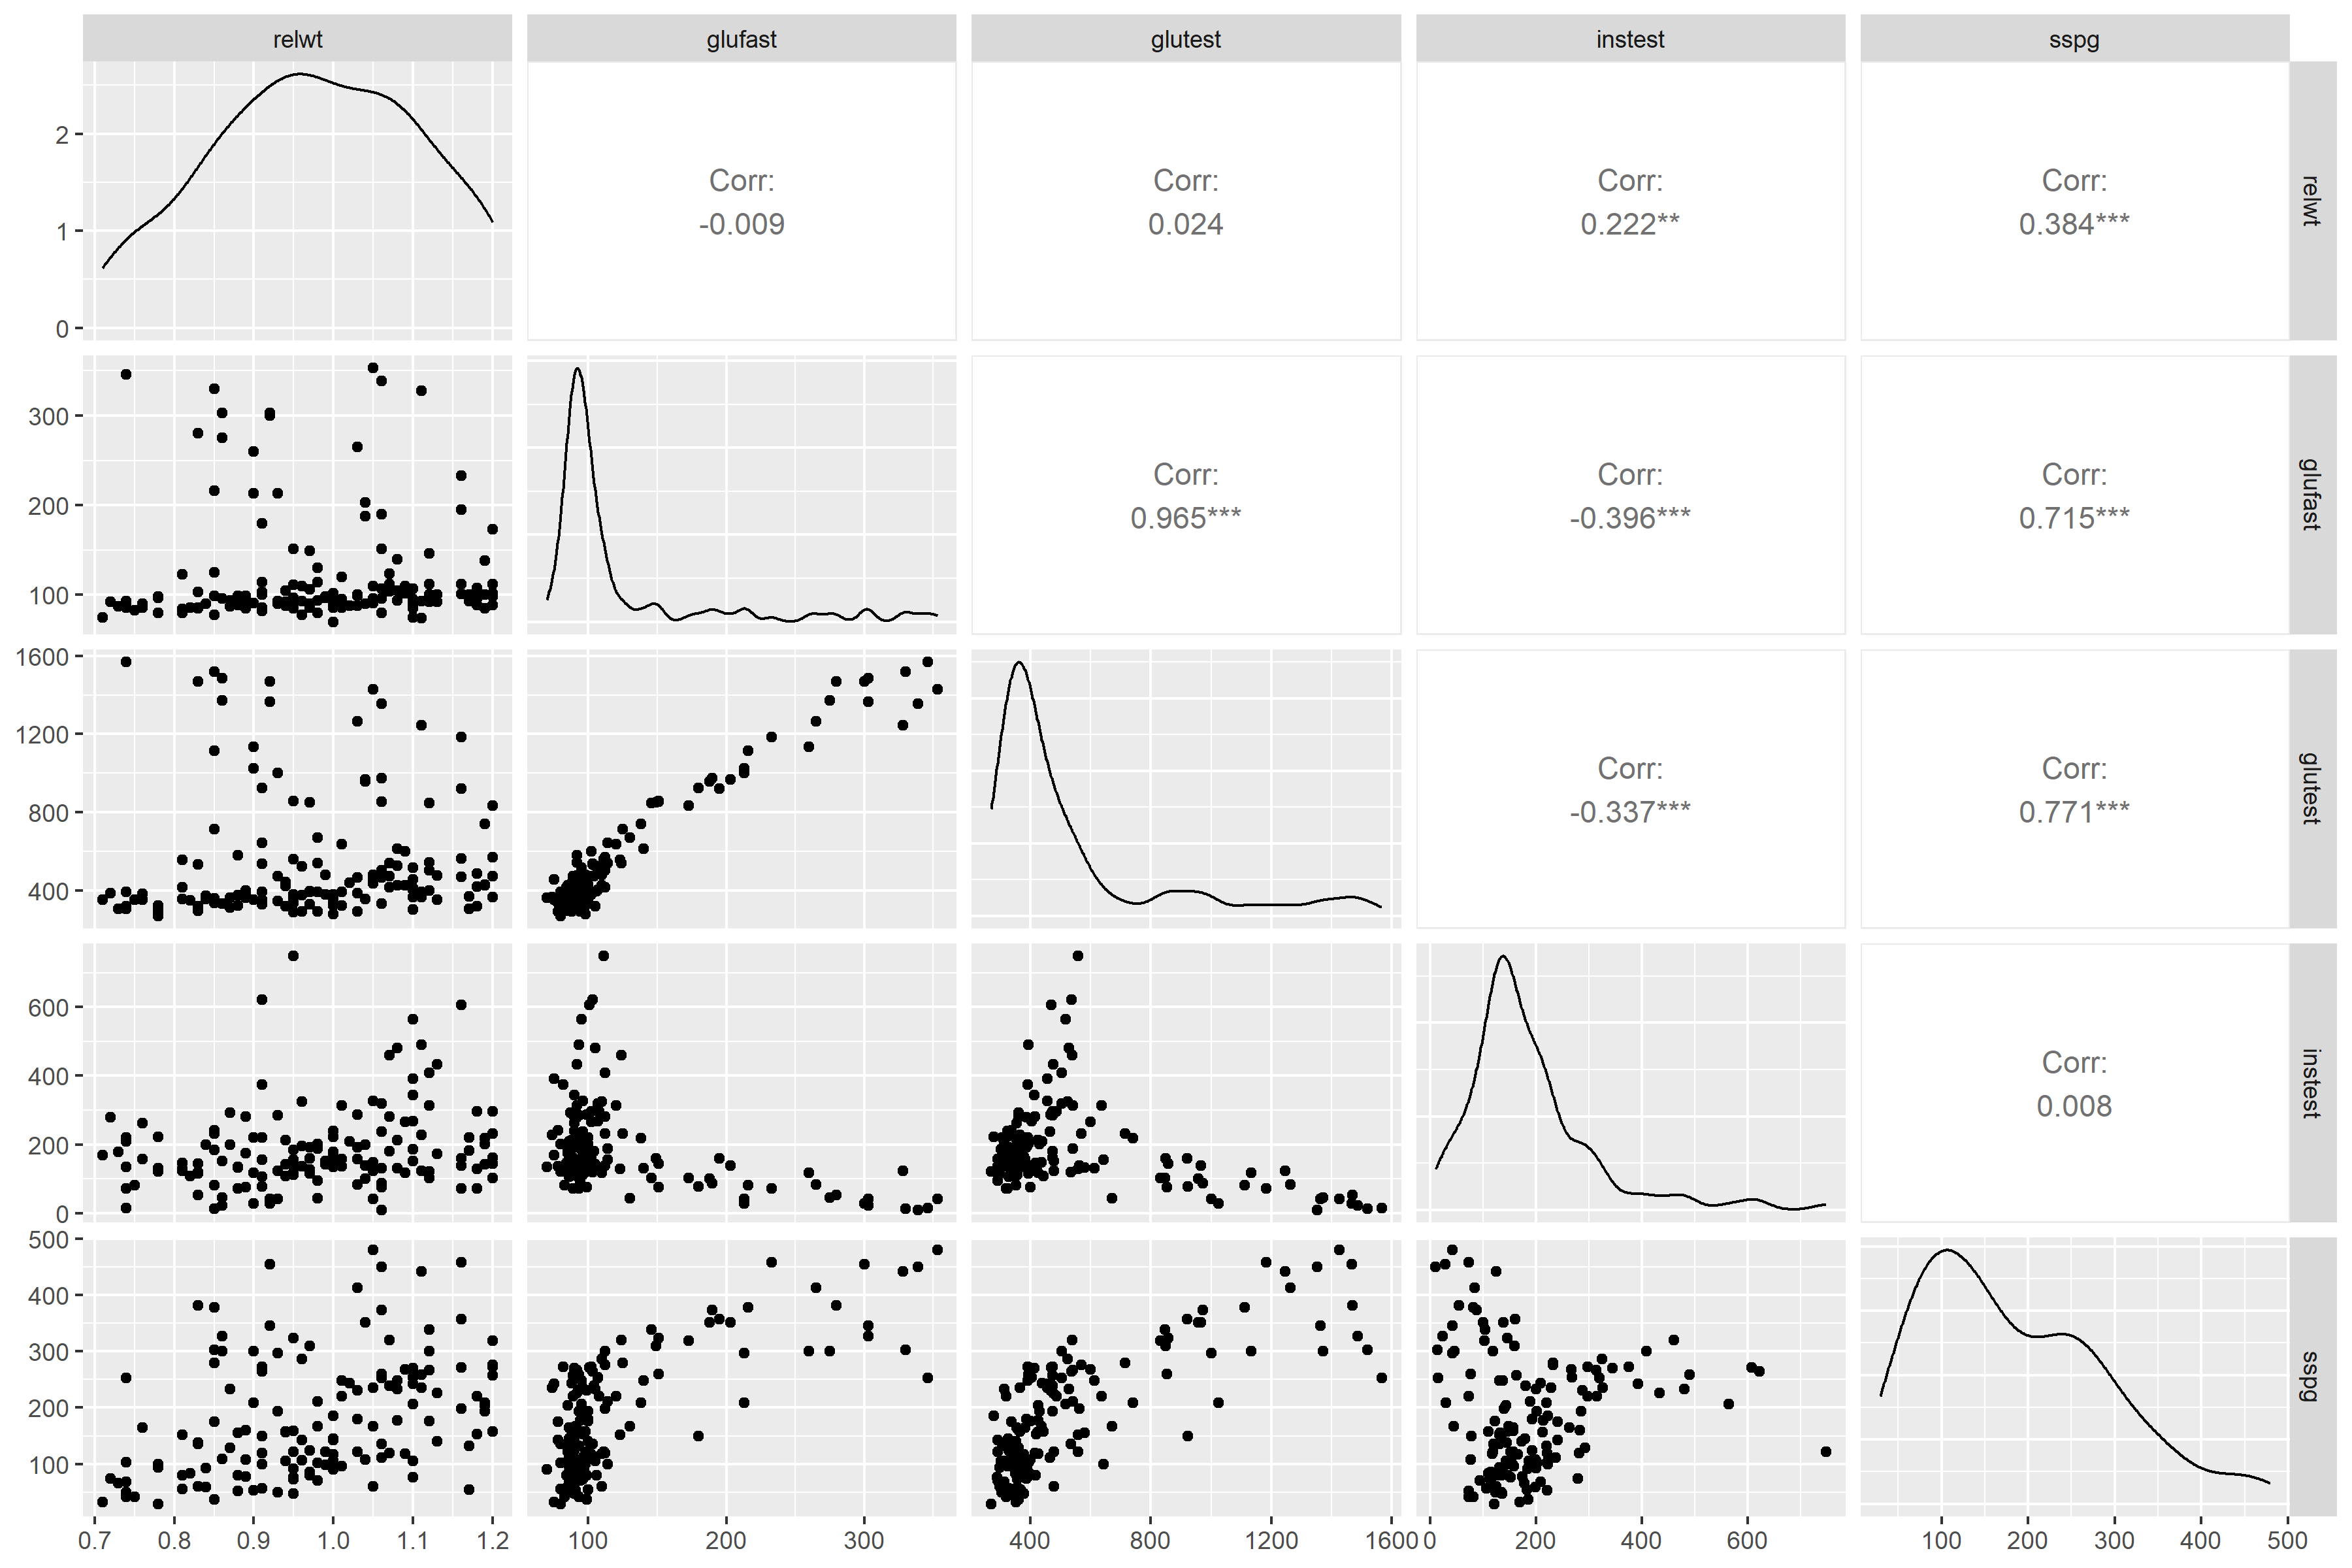 relwt glufast glutest instest sspg
2
1
0
Corr:
-0.009
Corr:
0.024
Corr:
0.222**
Corr:
0.384***
relwt
300
200
100
Corr:
0.965***
Corr:
-0.396***
Corr:
0.715***
glufast
1600
1200
800
400
Corr:
-0.337***
Corr:
0.771***
glutest
600
400
200
0
Corr:
0.008
instest
500
400
300
200
100
sspg
0.7 0.8 0.9 1.0 1.1 1.2 100 200 300 400 800 1200 1600 0 200 400 600 100 200 300 400 500